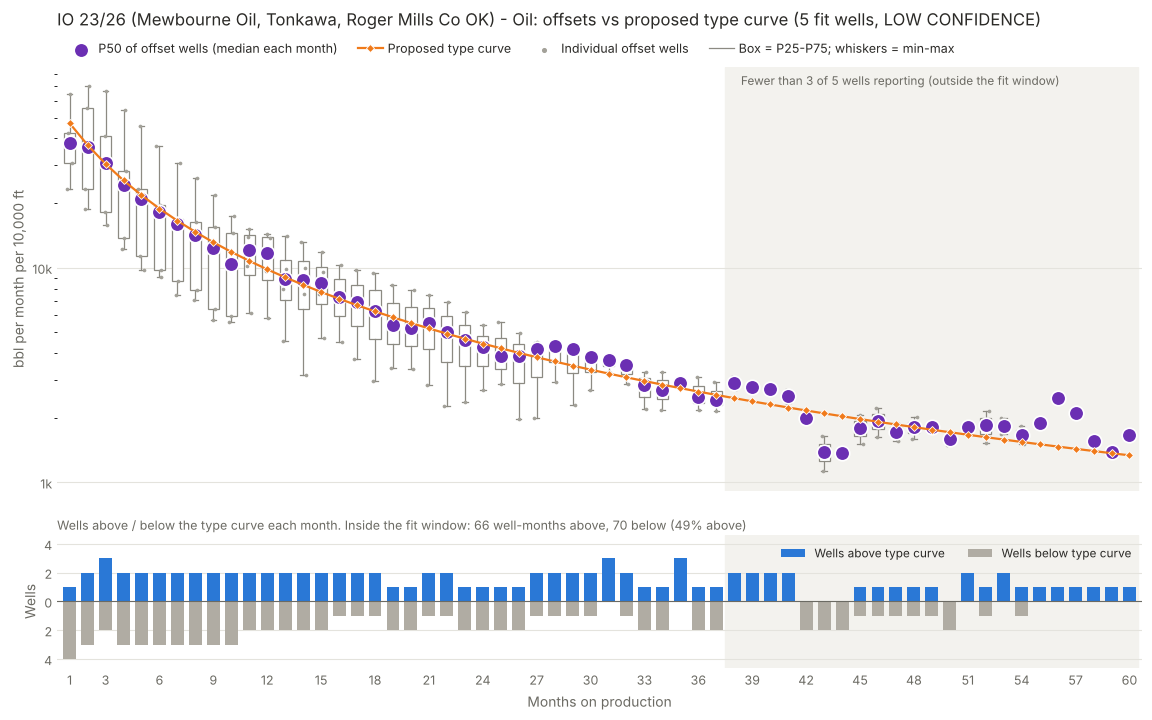 IO 23/26 (Mewbourne Oil, Tonkawa, Roger Mills Co OK) - Oil: offsets vs proposed type curve (5 fit wells, LOW CONFIDENCE)
P50 of offset wells (median each month) Proposed type curve Individual offset wells Box = P25-P75; whiskers = min-max
Fewer than 3 of 5 wells reporting (outside the fit window)
bbl per month per 10,000 ft
10k
1k
Wells above / below the type curve each month. Inside the fit window: 66 well-months above, 70 below (49% above)
Wells above type curve Wells below type curve
Wells
4
2
0
2
4
1 3 6 9 12 15 18 21 24 27 30 33 36 39 42 45 48 51 54 57 60
Months on production